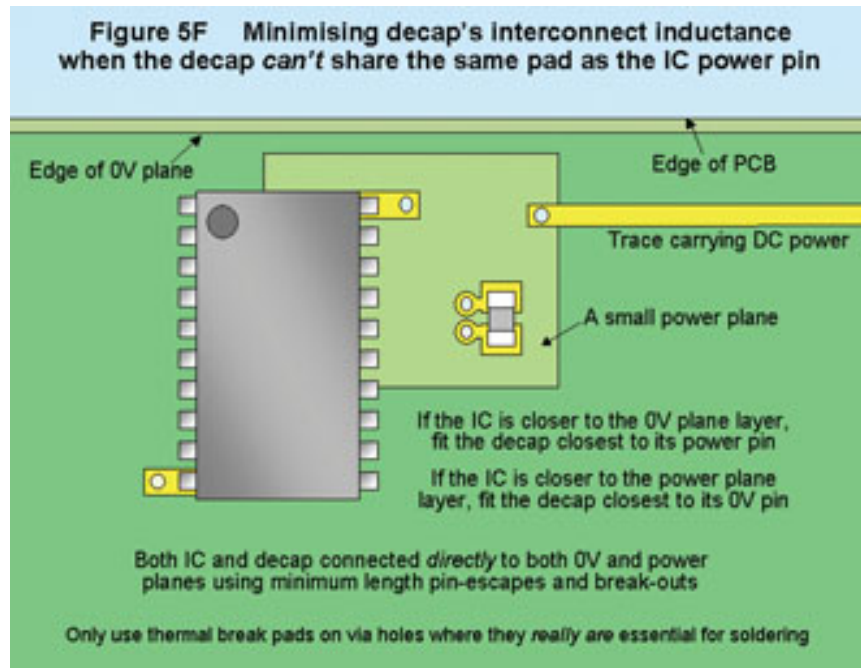 Figure 5F Minimising decap's interconnect inductance
when the decap can't share the same pad as the IC power pin
Edge of 0V plane
Edge of PCB
Trace carrying DC power
A small power plane
If the IC is closer to the 0V plane layer,
fit the decap closest to its power pin
If the IC is closer to the power plane
layer, fit the decap closest to its 0V pin
Both IC and decap connected directly to both 0V and power
planes using minimum length pin-escapes and break-outs
Only use thermal break pads on via holes where they really are essential for soldering